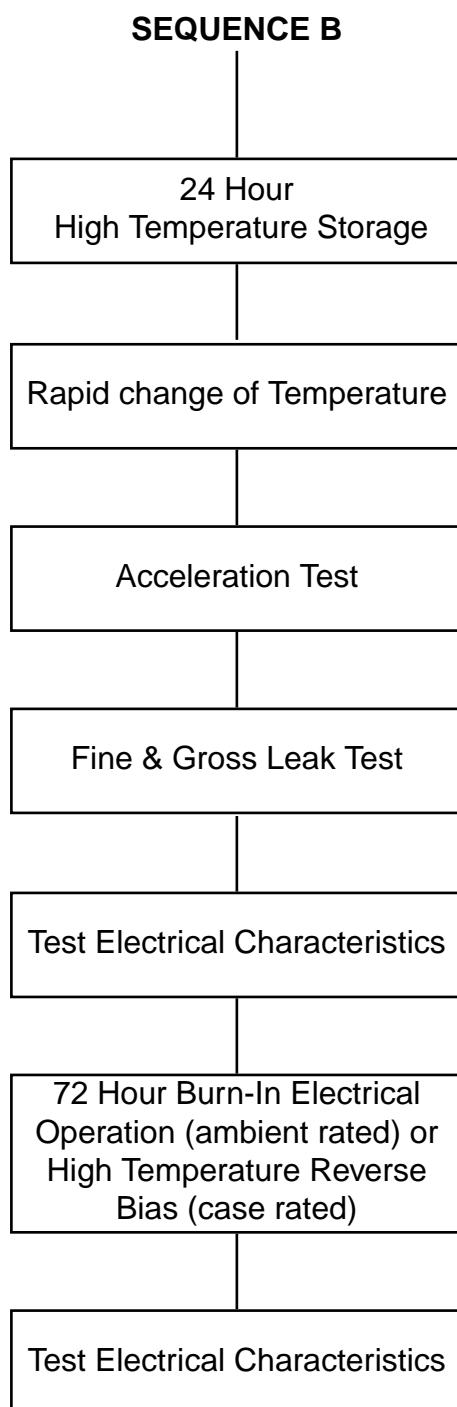 SEQUENCE B
24 Hour
High Temperature Storage
Rapid change of Temperature
Acceleration Test
Fine & Gross Leak Test
Test Electrical Characteristics
72 Hour Burn-In Electrical
Operation (ambient rated) or
High Temperature Reverse
Bias (case rated)
Test Electrical Characteristics